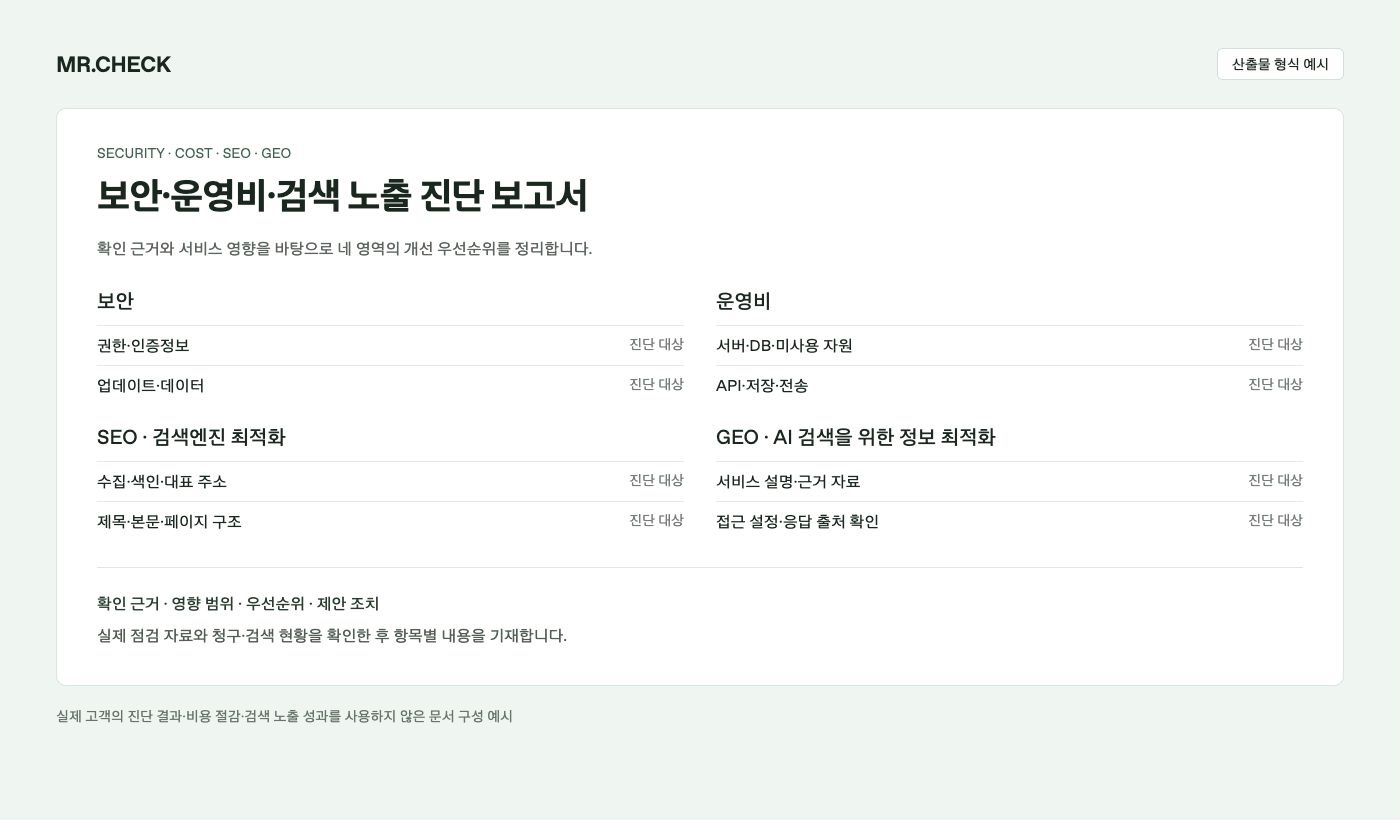 MR.CHECK
산출물 형식 예시
SECURITY · COST · SEO · GEO
보안·운영비·검색 노출 진단 보고서
확인 근거와 서비스 영향을 바탕으로 네 영역의 개선 우선순위를 정리합니다.
보안
권한·인증정보 진단 대상
업데이트·데이터 진단 대상
운영비
서버·DB·미사용 자원 진단 대상
API·저장·전송 진단 대상
SEO · 검색엔진 최적화
수집·색인·대표 주소 진단 대상
제목·본문·페이지 구조 진단 대상
GEO · AI 검색을 위한 정보 최적화
서비스 설명·근거 자료 진단 대상
접근 설정·응답 출처 확인 진단 대상
확인 근거 · 영향 범위 · 우선순위 · 제안 조치
실제 점검 자료와 청구·검색 현황을 확인한 후 항목별 내용을 기재합니다.
실제 고객의 진단 결과·비용 절감·검색 노출 성과를 사용하지 않은 문서 구성 예시